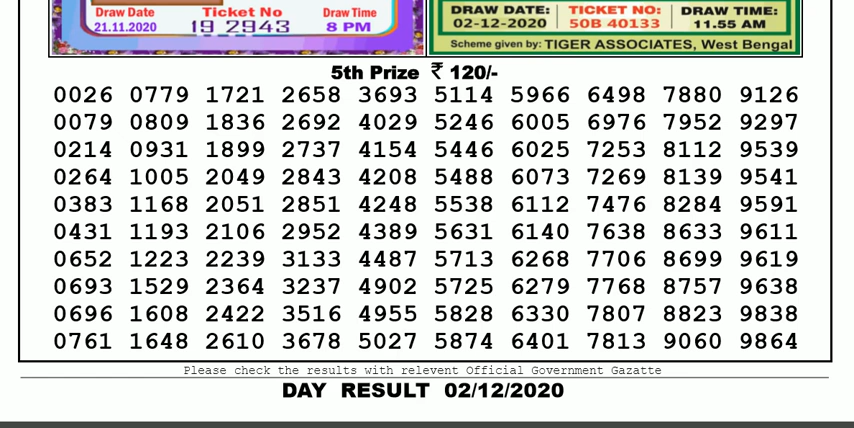 Draw Date Ticket No Draw Time
21.11.2020 19 2943 8 PM
DRAW DATE: TICKET NO: DRAW TIME:
02-12-2020 50B 40133 11.55 AM
Scheme given by: TIGER ASSOCIATES, West Bengal
5th Prize ₹ 120/-
0026 0779 1721 2658 3693 5114 5966 6498 7880 9126
0079 0809 1836 2692 4029 5246 6005 6976 7952 9297
0214 0931 1899 2737 4154 5446 6025 7253 8112 9539
0264 1005 2049 2843 4208 5488 6073 7269 8139 9541
0383 1168 2051 2851 4248 5538 6112 7476 8284 9591
0431 1193 2106 2952 4389 5631 6140 7638 8633 9611
0652 1223 2239 3133 4487 5713 6268 7706 8699 9619
0693 1529 2364 3237 4902 5725 6279 7768 8757 9638
0696 1608 2422 3516 4955 5828 6330 7807 8823 9838
0761 1648 2610 3678 5027 5874 6401 7813 9060 9864
Please check the results with relevent Official Government Gazatte
DAY RESULT 02/12/2020